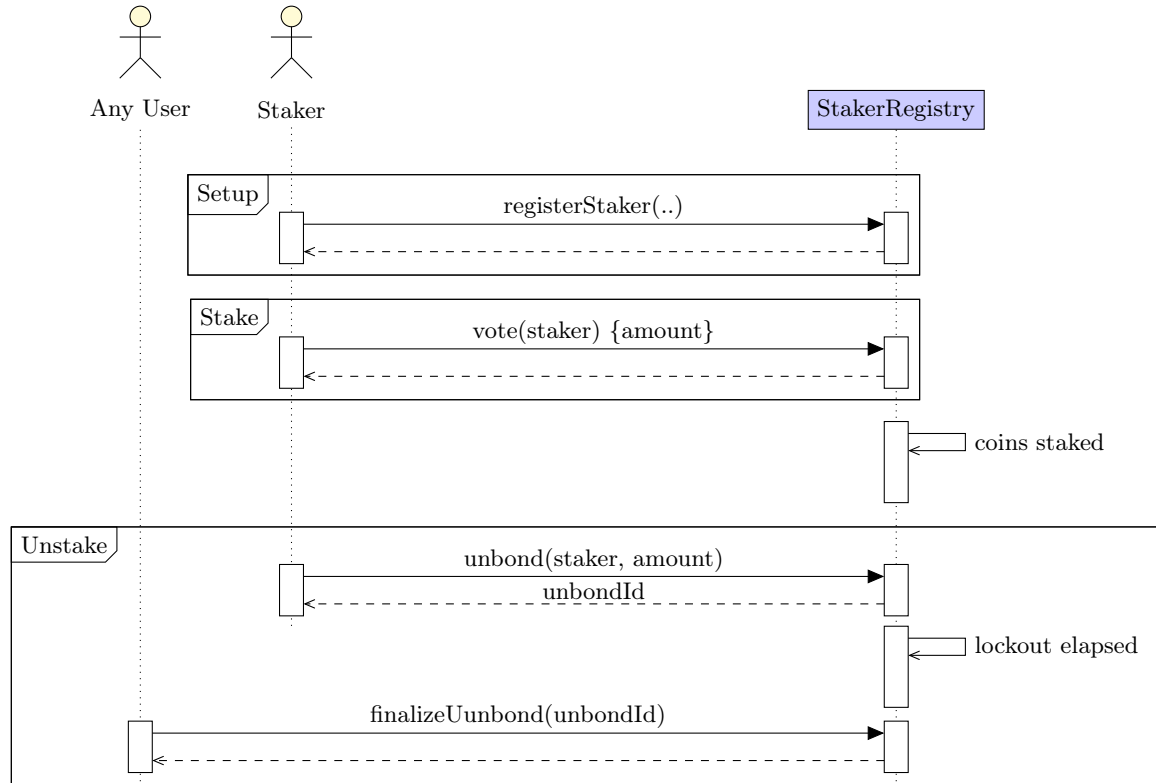 Any User
Staker
StakerRegistry
Setup
registerStaker(..)
Stake
vote(staker) {amount}
coins staked
Unstake
unbond(staker, amount)
unbondId
lockout elapsed
finalizeUunbond(unbondId)